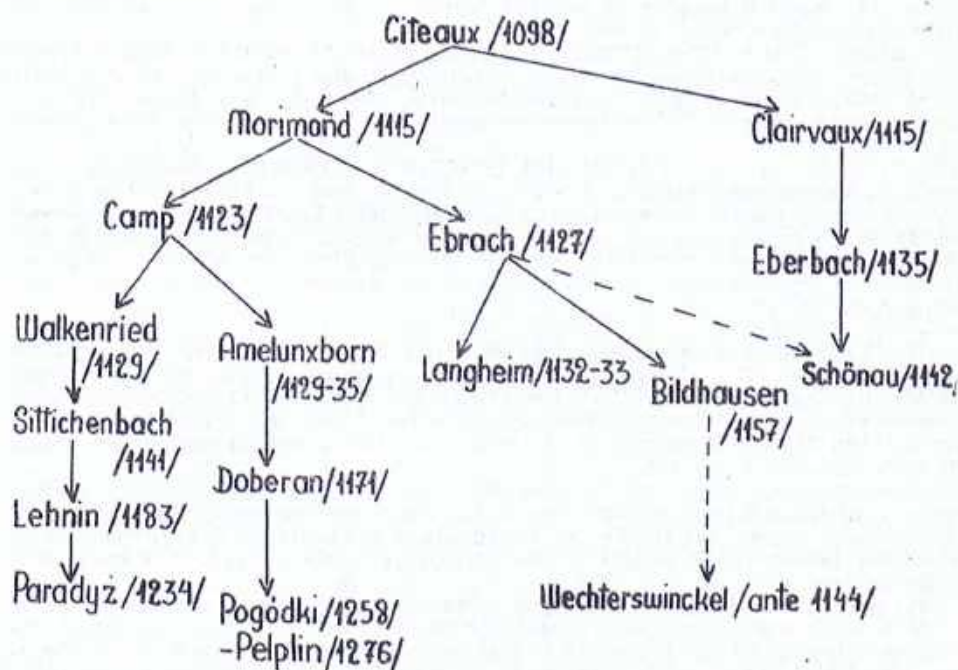 Citeaux /1098/
Morimond /1115/
Clairvaux/1115/
Camp /1123/
Ebrach /1127/
Eberbach/1135/
Walkenried
/1129/
Amelunxborn
/1129-35/
Langheim/1132-33
Bildhausen
/1157/
Schönau/1142,
Sittichenbach
/1141/
Doberan/1171/
Lehnin /1183/
Paradyż/1234/
Pogódki/1258/
-Pelplin/1276/
Wechterswinckel/ante 1144/